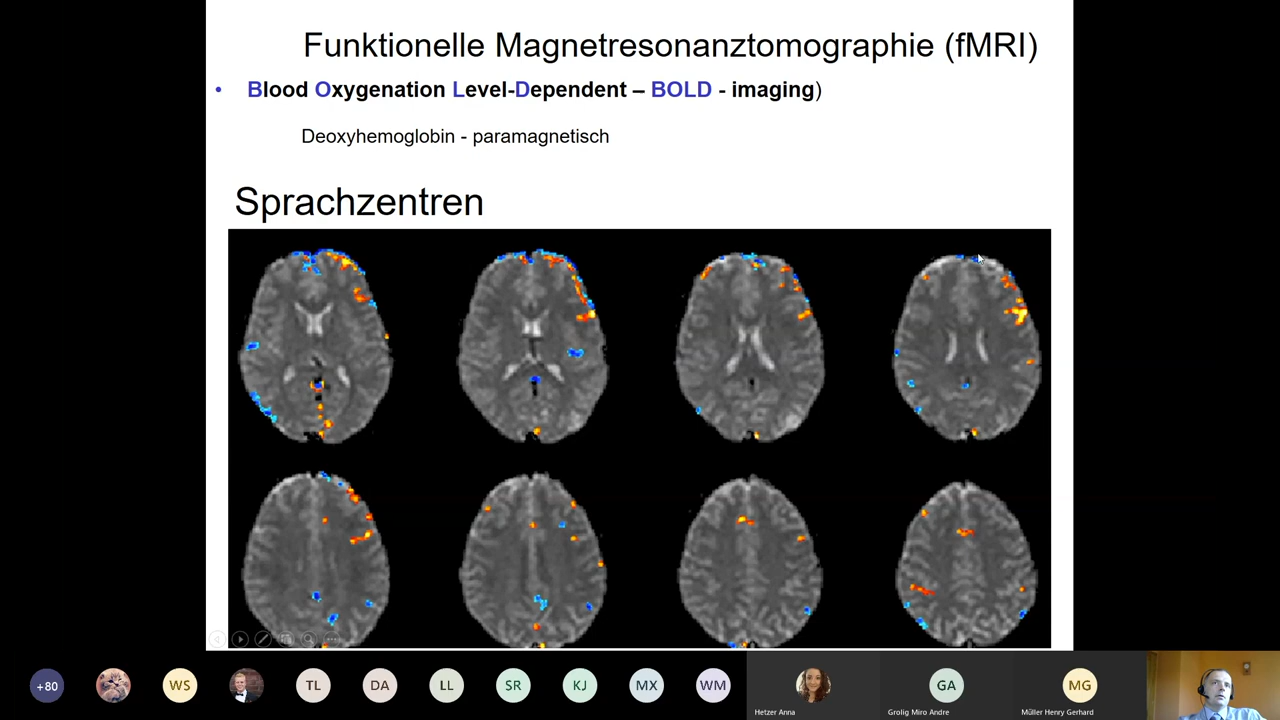 Funktionelle Magnetresonanztomographie (fMRI)
• Blood Oxygenation Level-Dependent – BOLD - imaging)
Deoxyhemoglobin - paramagnetisch
Sprachzentren
+80
WS
TL
DA
LL
SR
KJ
MX
WM
GA
MG
Hetzer Anna
Grolig Miro Andre
Müller Henry Gerhard